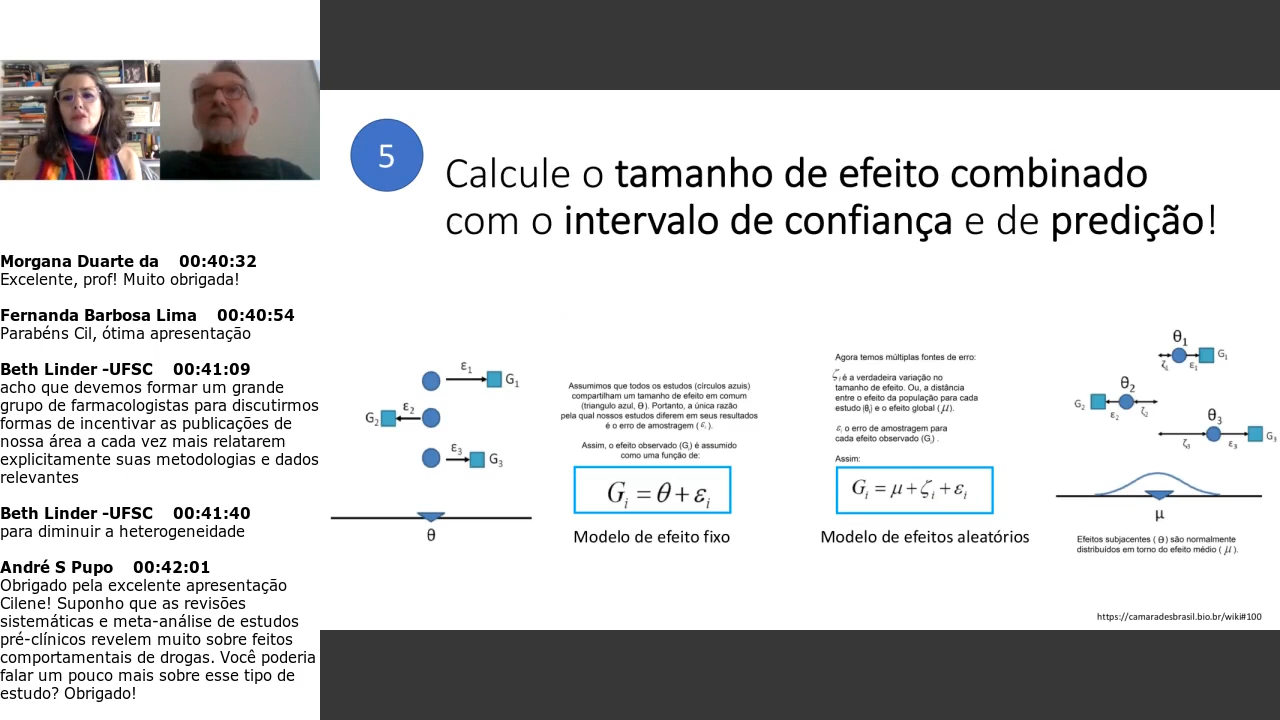 Morgana Duarte da 00:40:32
Excelente, prof! Muito obrigada!
Fernanda Barbosa Lima 00:40:54
Parabéns Cil, ótima apresentação
Beth Linder -UFSC 00:41:09
acho que devemos formar um grande
grupo de farmacologistas para discutirmos
formas de incentivar as publicações de
nossa área a cada vez mais relatarem
explicitamente suas metodologias e dados
relevantes
Beth Linder -UFSC 00:41:40
para diminuir a heterogeneidade
André S Pupo 00:42:01
Obrigado pela excelente apresentação
Cilene! Suponho que as revisões
sistemáticas e meta-análise de estudos
pré-clínicos revelem muito sobre feitos
comportamentais de drogas. Você poderia
falar um pouco mais sobre esse tipo de
estudo? Obrigado!
5
Calcule o tamanho de efeito combinado
com o intervalo de confiança e de predição!
ε₁
G₁
G₂
ε₂
ε₃
G₃
θ
Assumimos que todos os estudos (círculos azuis)
compartilham um tamanho de efeito em comum
(triangulo azul, θ). Portanto, a única razão
pela qual nossos estudos diferem em seus resultados
é o erro de amostragem ( εᵢ ).
Assim, o efeito observado (Gᵢ) é assumido
como uma função de:
Gᵢ = θ + εᵢ
Modelo de efeito fixo
Agora temos múltiplas fontes de erro:
ζᵢ é a verdadeira variação no
tamanho de efeito. Ou, a distância
entre o efeito da população para cada
estudo (θᵢ) e o efeito global ( μ ).
εᵢ o erro de amostragem para
cada efeito observado (Gᵢ) .
Assim:
Gᵢ = μ + ζᵢ + εᵢ
Modelo de efeitos aleatórios
θ₁
G₁
ζ₁ ε₁
θ₂
G₂
ε₂ ζ₂
θ₃
G₃
ζ₃ ε₃
μ
Efeitos subjacentes ( θ ) são normalmente
distribuídos em torno do efeito médio ( μ ).
https://camaradesbrasil.bio.br/wiki#100